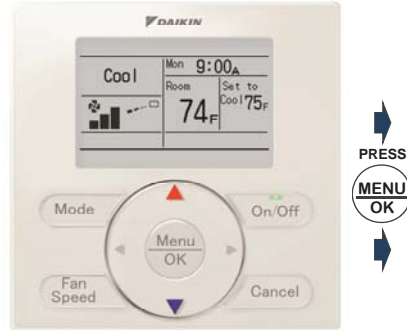 DAIKIN
Cool
Mon 9:00A
Room
74F
Set to
Cool 75F
Mode
On/Off
Menu
OK
Fan
Speed
Cancel
PRESS
MENU
OK